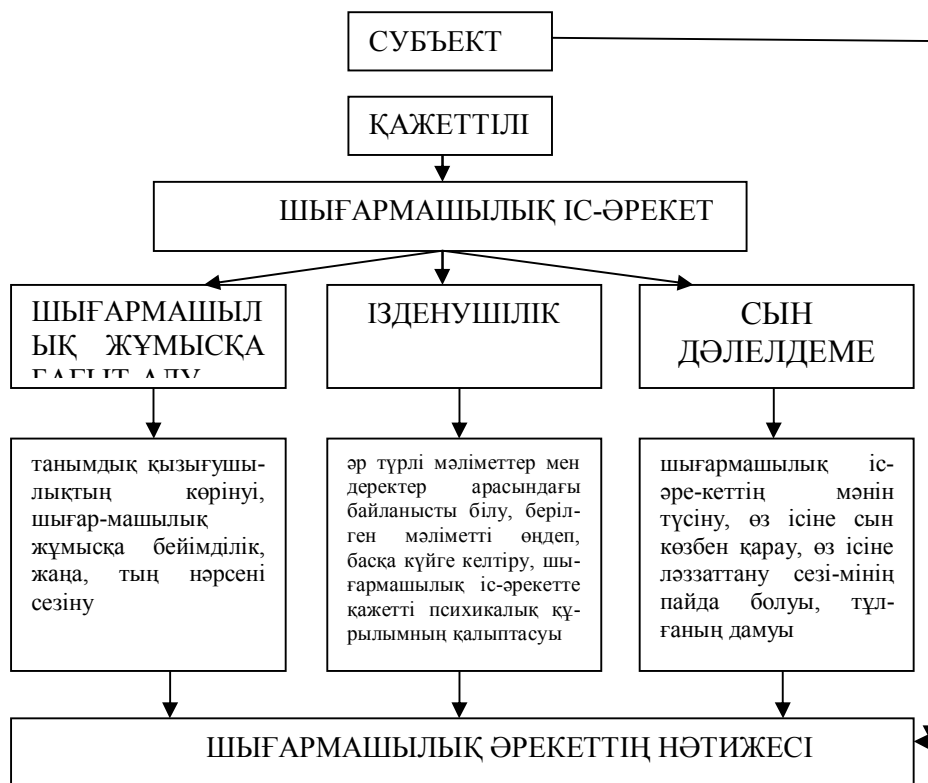 СУБЪЕКТ
ҚАЖЕТТІЛІ
ШЫҒАРМАШЫЛЫҚ ІС-ӘРЕКЕТ
ШЫҒАРМАШЫЛ
ЫҚ ЖҰМЫСҚА
БАҒЫТ АЛУ
ІЗДЕНУШІЛІК
СЫН
ДӘЛЕЛДЕМЕ
танымдық қызығушы-
лықтың көрінуі,
шығар-машылық
жұмысқа бейімділік,
жаңа, тың нәрсені
сезіну
әр түрлі мәліметтер мен
деректер арасындағы
байланысты білу, беріл-
ген мәліметті өңдеп,
басқа күйге келтіру, шы-
ғармашылық іс-әрекетте
қажетті психикалық құ-
рылымның қалыптасуы
шығармашылық іс-
әре-кеттің мәнін
түсіну, өз ісіне сын
көзбен қарау, өз ісіне
ләззаттану сезі-мінің
пайда болуы, тұл-
ғаның дамуы
ШЫҒАРМАШЫЛЫҚ ӘРЕКЕТТІҢ НӘТИЖЕСІ